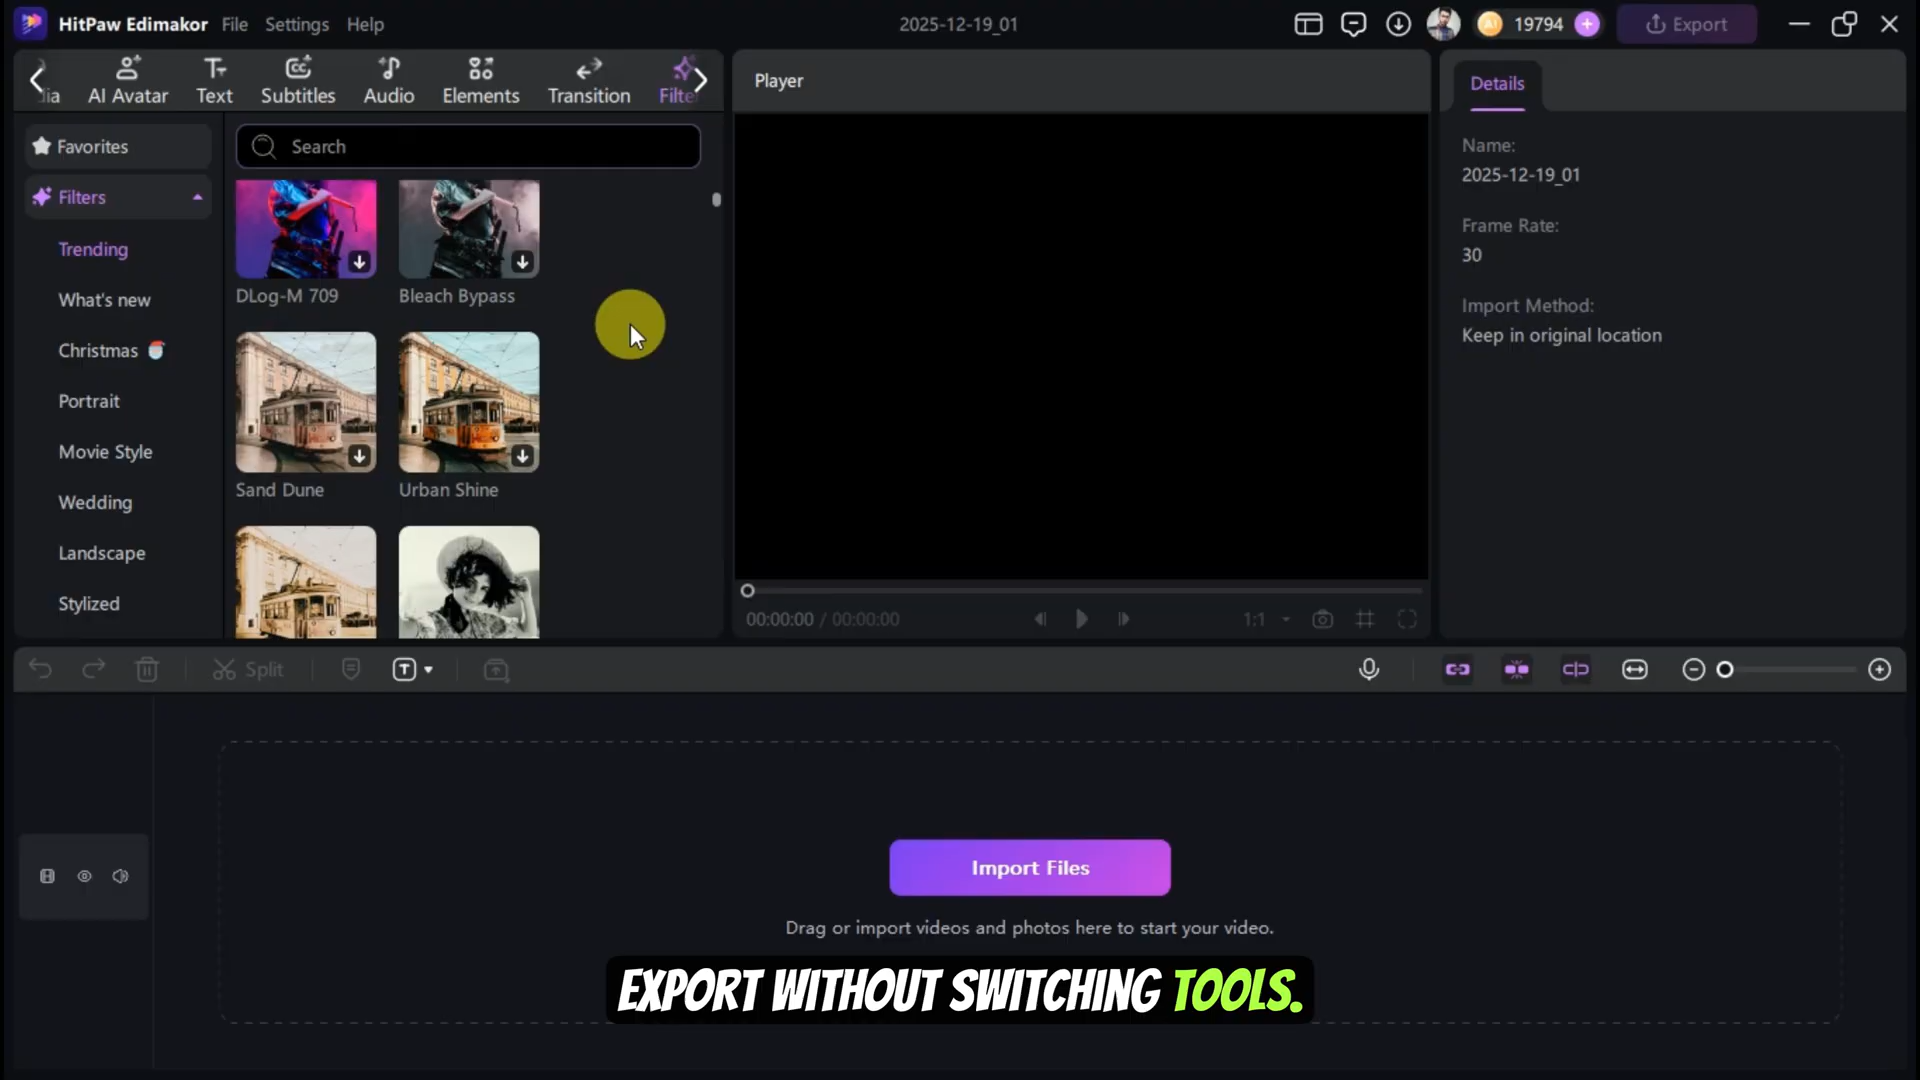 HitPaw Edimakor File Settings Help 2025-12-19_01 19794 Export
ia AI Avatar Text Subtitles Audio Elements Transition Filte
Player
Details
Favorites
Search
Filters
Trending
What's new
Christmas
Portrait
Movie Style
Wedding
Landscape
Stylized
DLog-M 709 Bleach Bypass
Sand Dune Urban Shine
Name:
2025-12-19_01
Frame Rate:
30
Import Method:
Keep in original location
00:00:00 / 00:00:00 1:1
Split
Import Files
Drag or import videos and photos here to start your video.
EXPORT WITHOUT SWITCHING TOOLS.